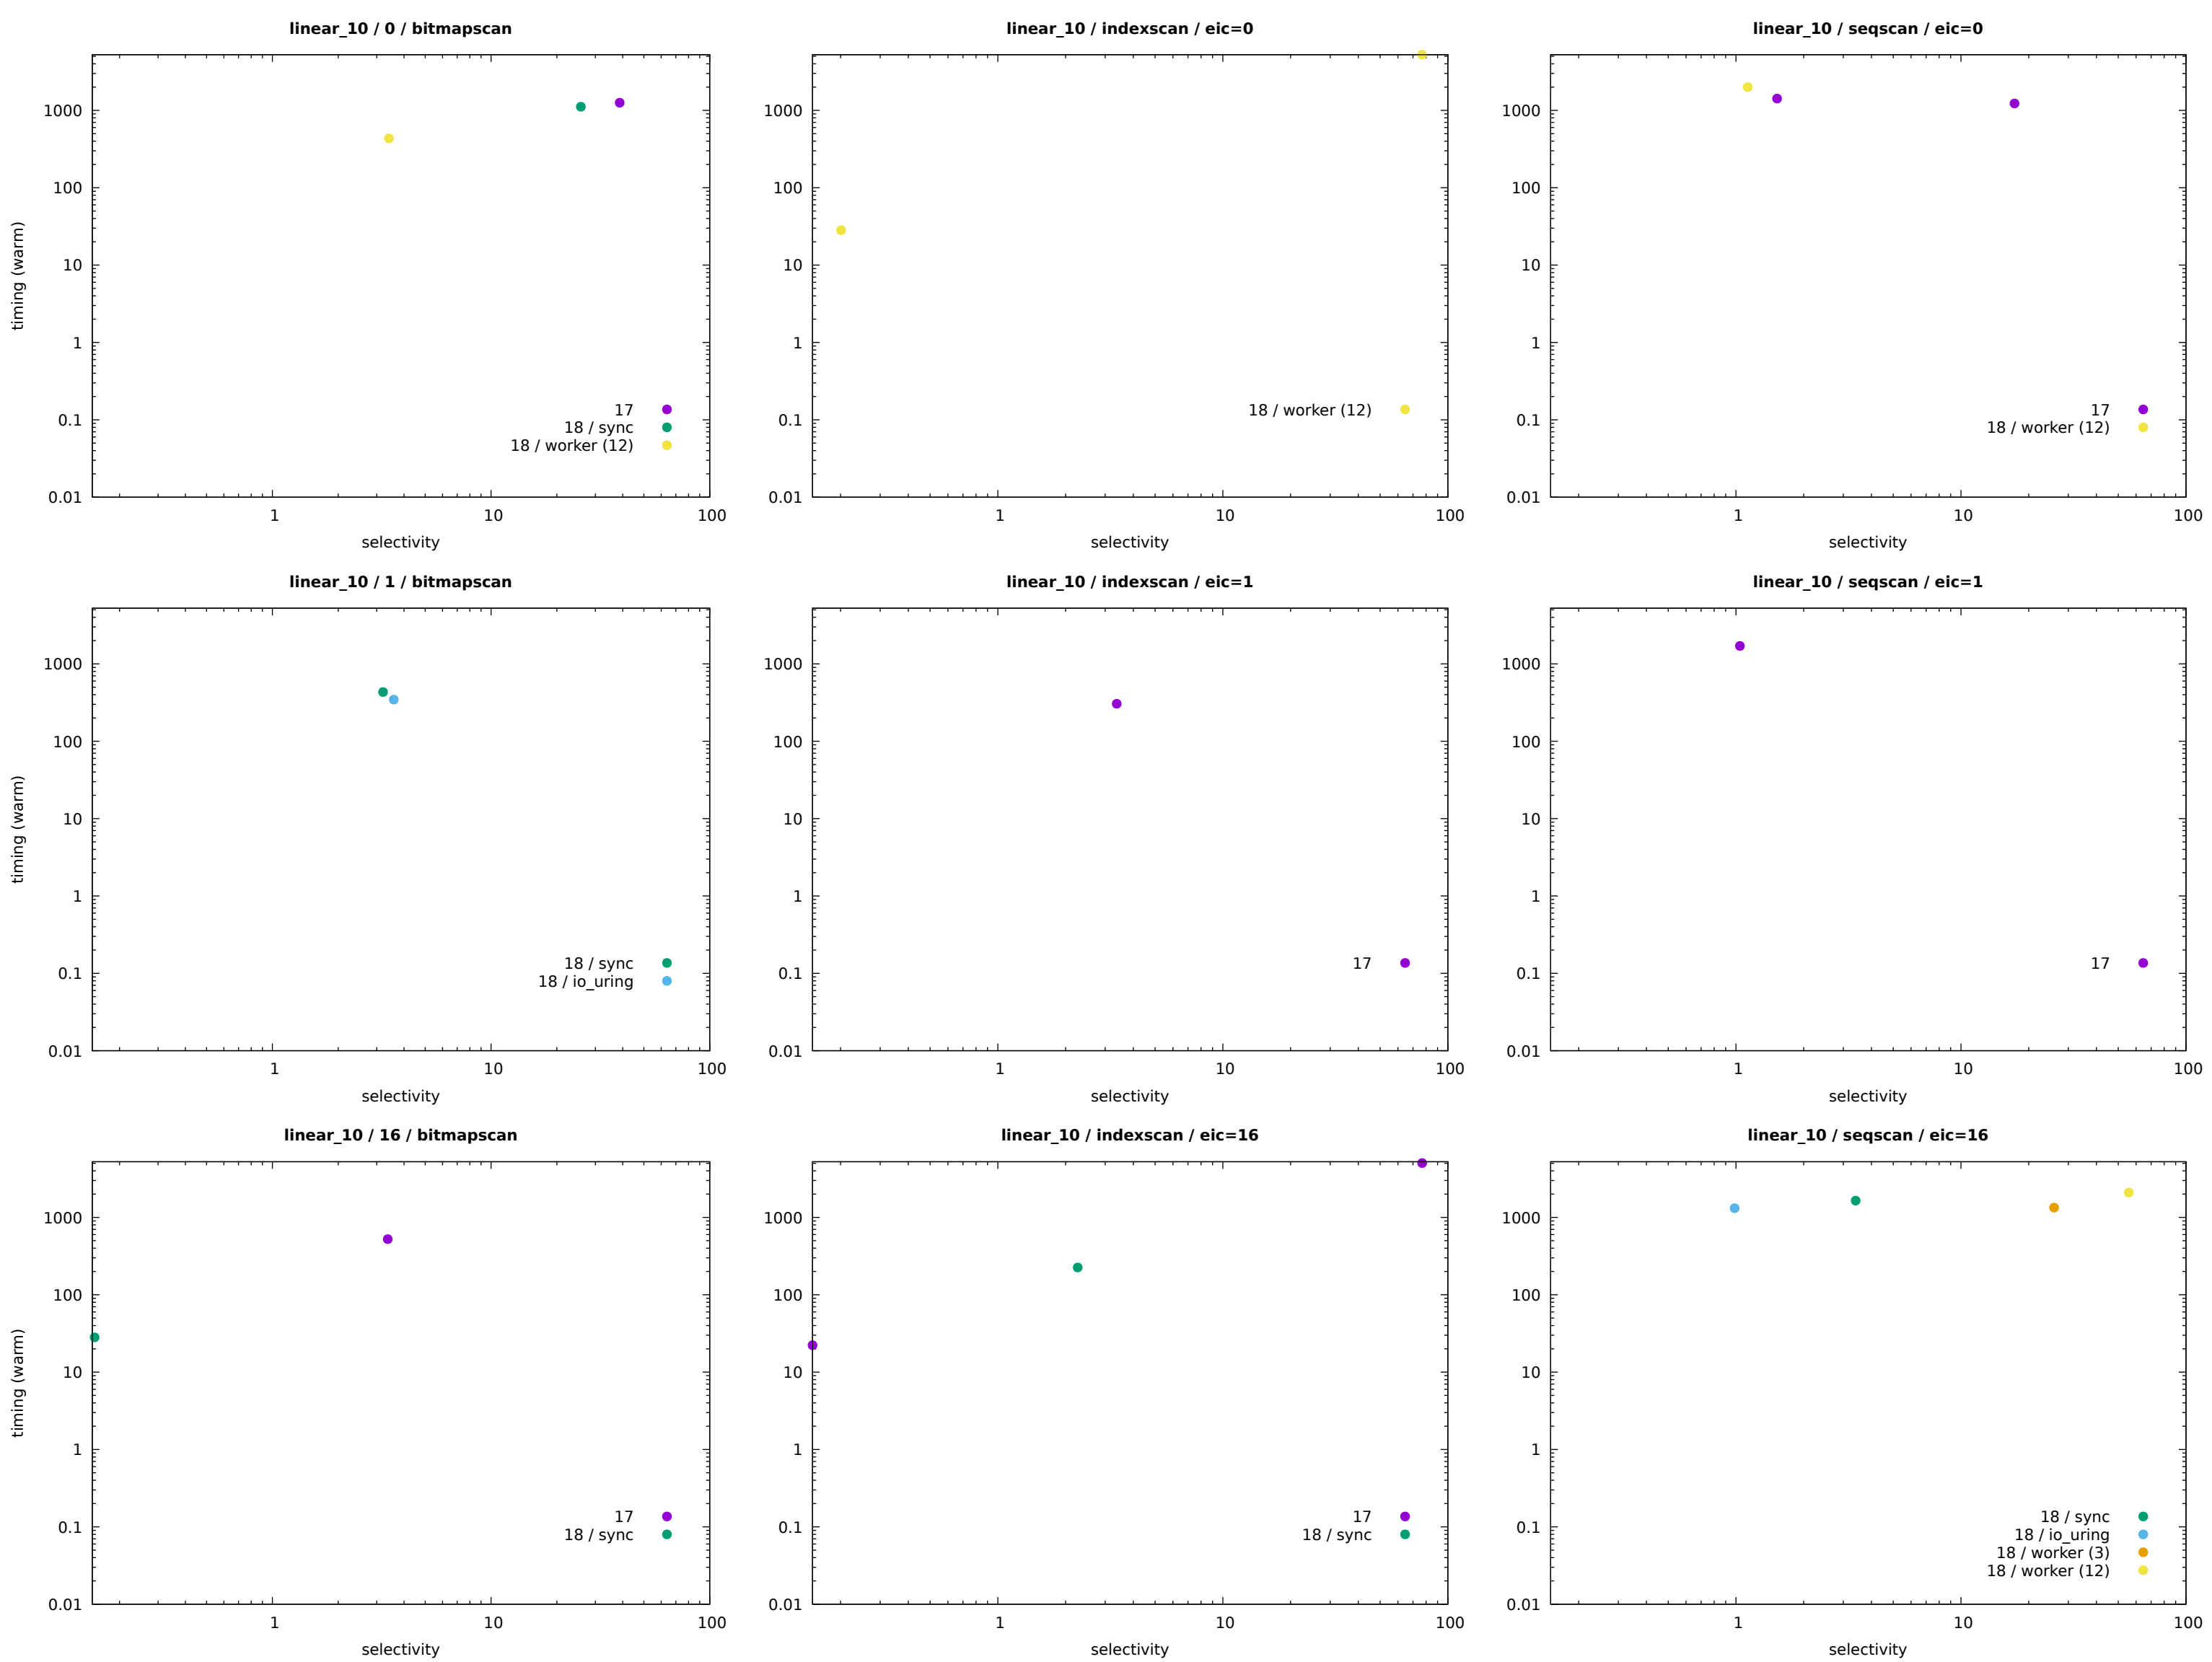 linear_10 / 0 / bitmapscan
timing (warm)
1000
100
10
1
0.1
0.01
1
10
100
selectivity
17
18 / sync
18 / worker (12)
linear_10 / indexscan / eic=0
1000
100
10
1
0.1
0.01
1
10
100
selectivity
18 / worker (12)
linear_10 / seqscan / eic=0
1000
100
10
1
0.1
0.01
1
10
100
selectivity
17
18 / worker (12)
linear_10 / 1 / bitmapscan
timing (warm)
1000
100
10
1
0.1
0.01
1
10
100
selectivity
18 / sync
18 / io_uring
linear_10 / indexscan / eic=1
1000
100
10
1
0.1
0.01
1
10
100
selectivity
17
linear_10 / seqscan / eic=1
1000
100
10
1
0.1
0.01
1
10
100
selectivity
17
linear_10 / 16 / bitmapscan
timing (warm)
1000
100
10
1
0.1
0.01
1
10
100
selectivity
17
18 / sync
linear_10 / indexscan / eic=16
1000
100
10
1
0.1
0.01
1
10
100
selectivity
17
18 / sync
linear_10 / seqscan / eic=16
1000
100
10
1
0.1
0.01
1
10
100
selectivity
18 / sync
18 / io_uring
18 / worker (3)
18 / worker (12)